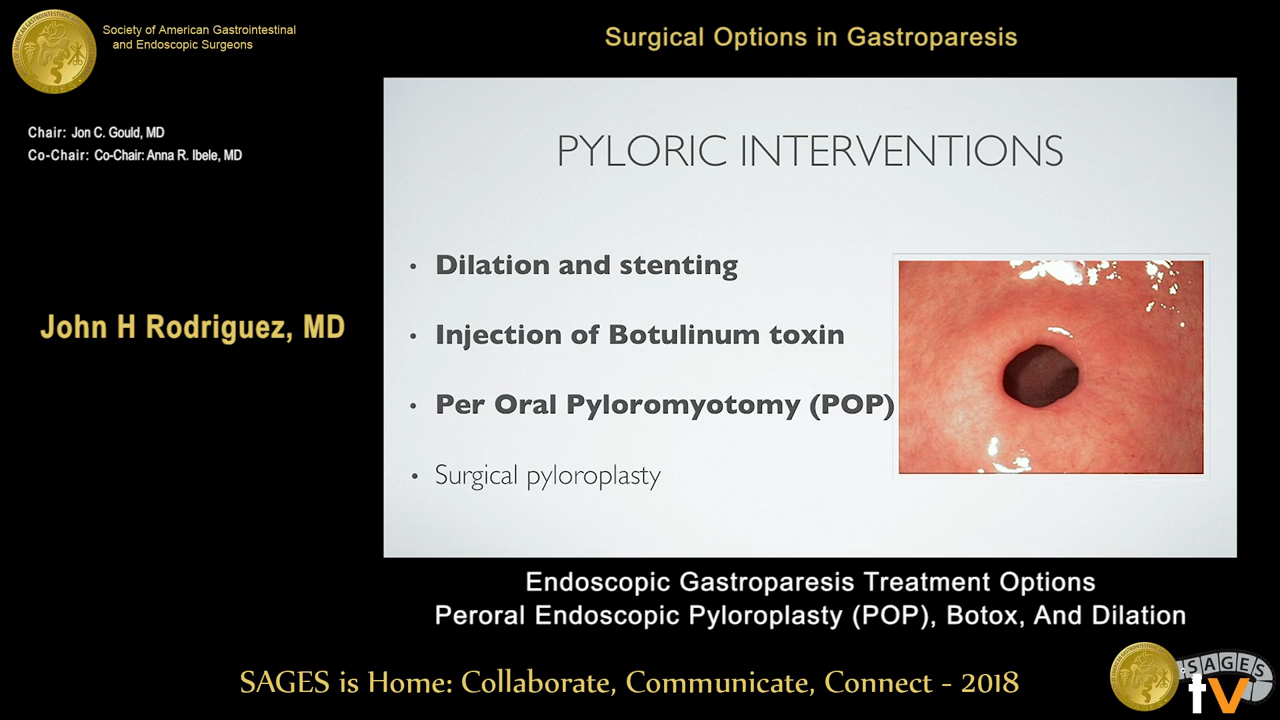 Society of American Gastrointestinal
and Endoscopic Surgeons
Surgical Options in Gastroparesis
Chair: Jon C. Gould, MD
Co-Chair: Co-Chair: Anna R. Ibele, MD
John H Rodriguez, MD
PYLORIC INTERVENTIONS
• Dilation and stenting
• Injection of Botulinum toxin
• Per Oral Pyloromyotomy (POP)
• Surgical pyloroplasty
Endoscopic Gastroparesis Treatment Options
Peroral Endoscopic Pyloroplasty (POP), Botox, And Dilation
SAGES is Home: Collaborate, Communicate, Connect - 2018
SAGES
tv